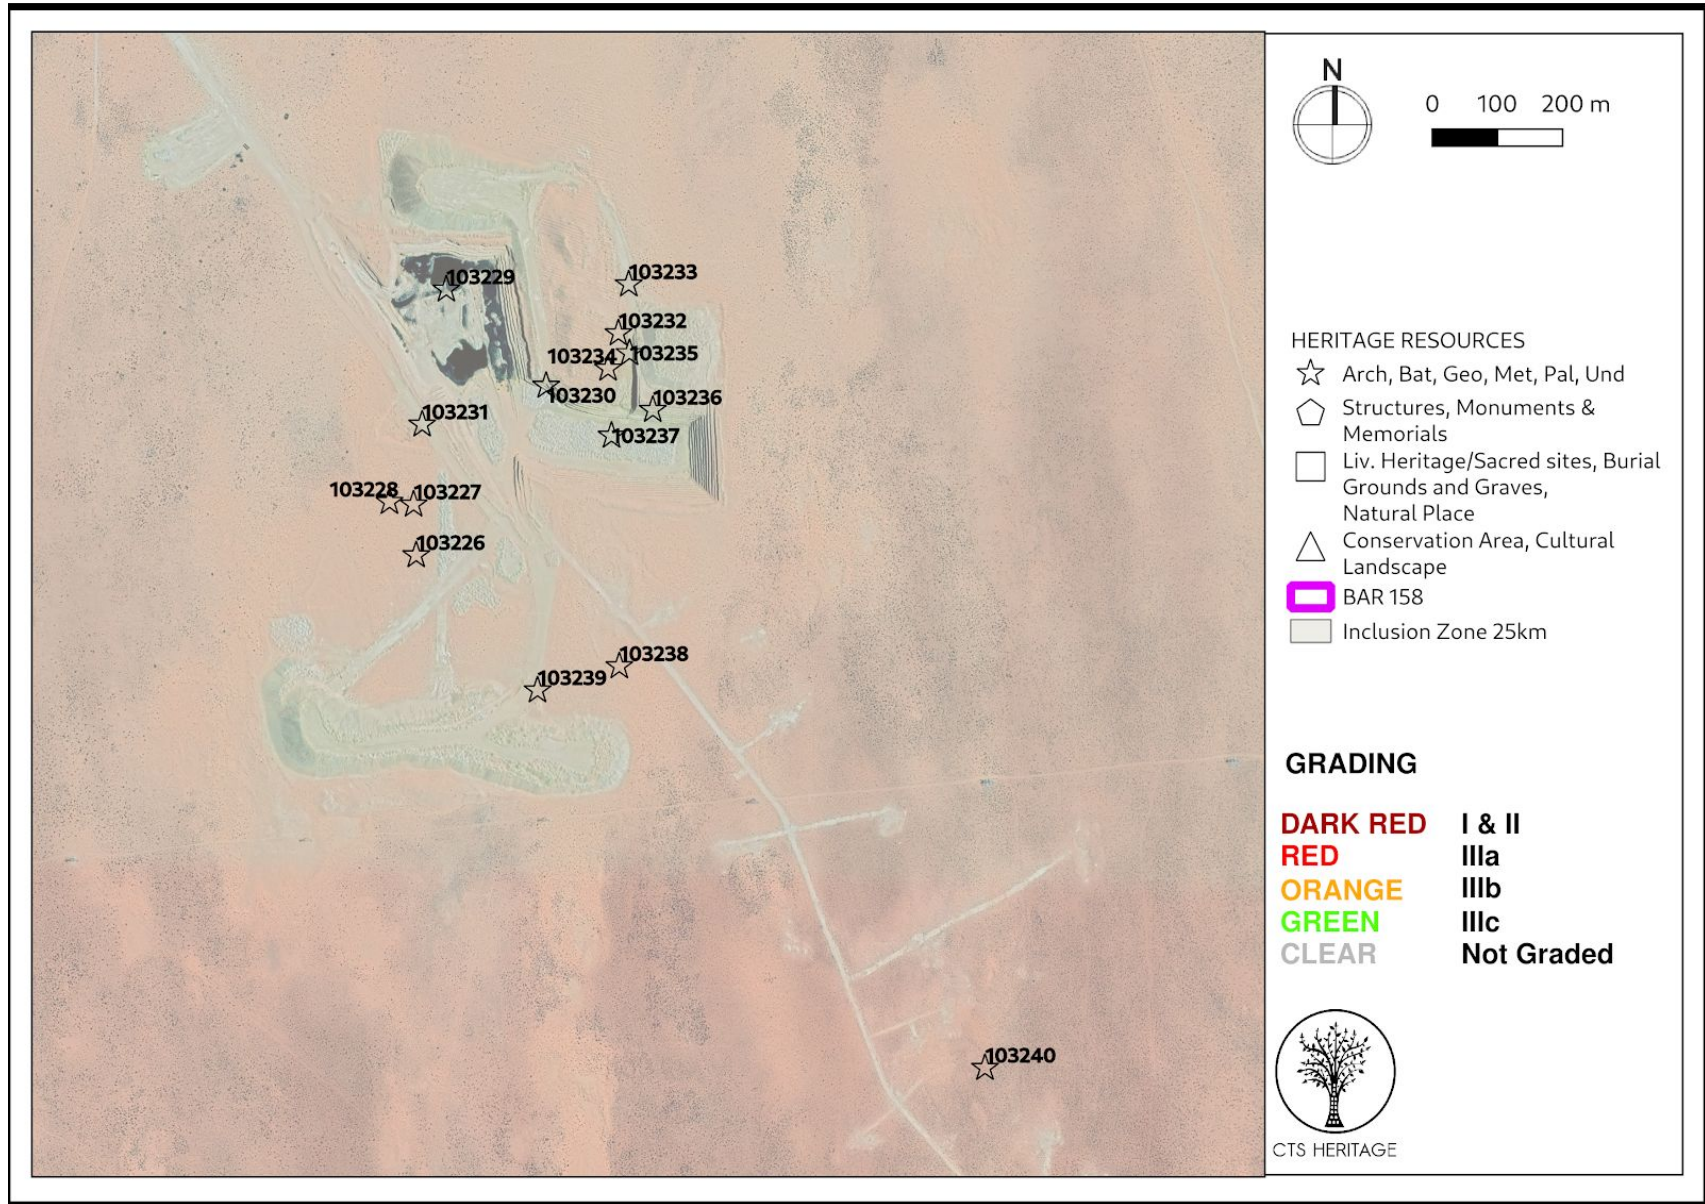 103229
103233
103232
103234
103235
103230
103236
103231
103237
103228
103227
103226
103238
103239
103240
N
0 100 200 m
HERITAGE RESOURCES
Arch, Bat, Geo, Met, Pal, Und
Structures, Monuments &
Memorials
Liv. Heritage/Sacred sites, Burial
Grounds and Graves,
Natural Place
Conservation Area, Cultural
Landscape
BAR 158
Inclusion Zone 25km
GRADING
DARK RED I & II
RED IIIa
ORANGE IIIb
GREEN IIIc
CLEAR Not Graded
CTS HERITAGE